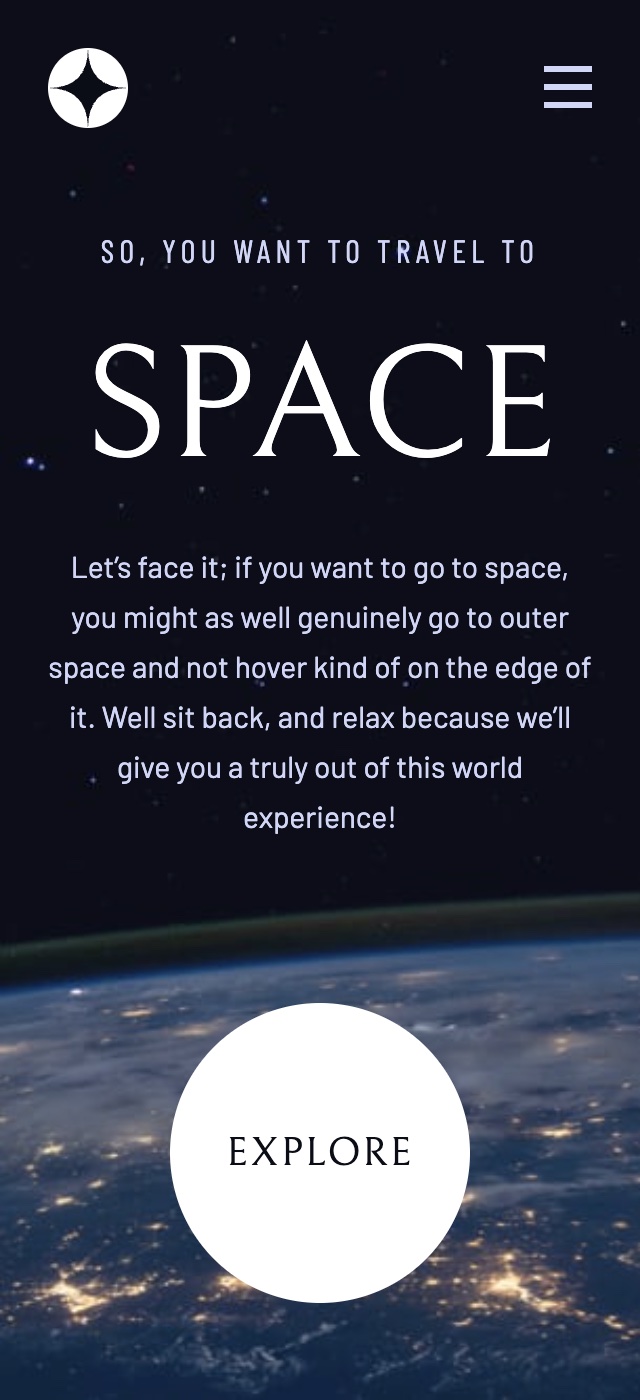 SO, YOU WANT TO TRAVEL TO
SPACE
Let’s face it; if you want to go to space,
you might as well genuinely go to outer
space and not hover kind of on the edge of
it. Well sit back, and relax because we’ll
give you a truly out of this world
experience!
EXPLORE